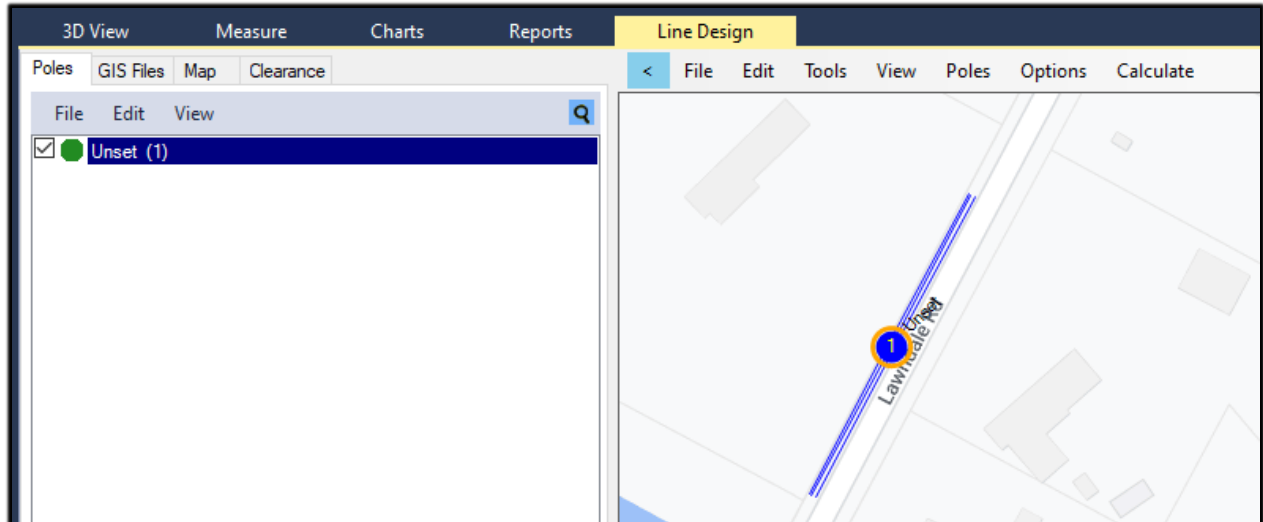 3D View Measure Charts Reports Line Design
Poles GIS Files Map Clearance
< File Edit Tools View Poles Options Calculate
File Edit View
Unset (1)
Unset
1
Lawndale Rd